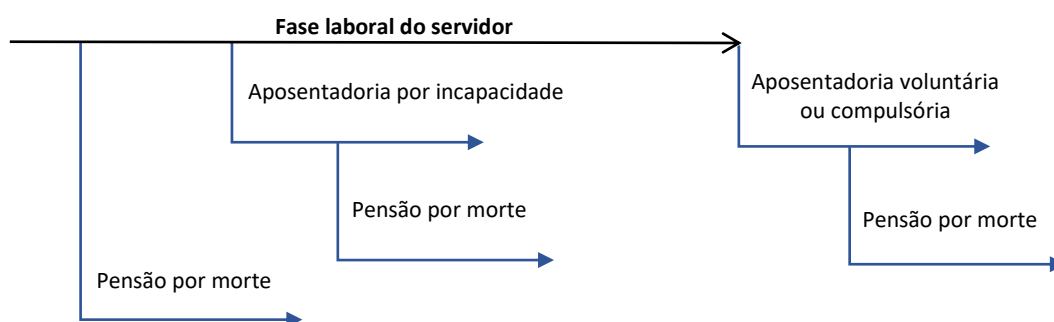 Fase laboral do servidor
Aposentadoria por incapacidade
Aposentadoria voluntária
ou compulsória
Pensão por morte
Pensão por morte
Pensão por morte